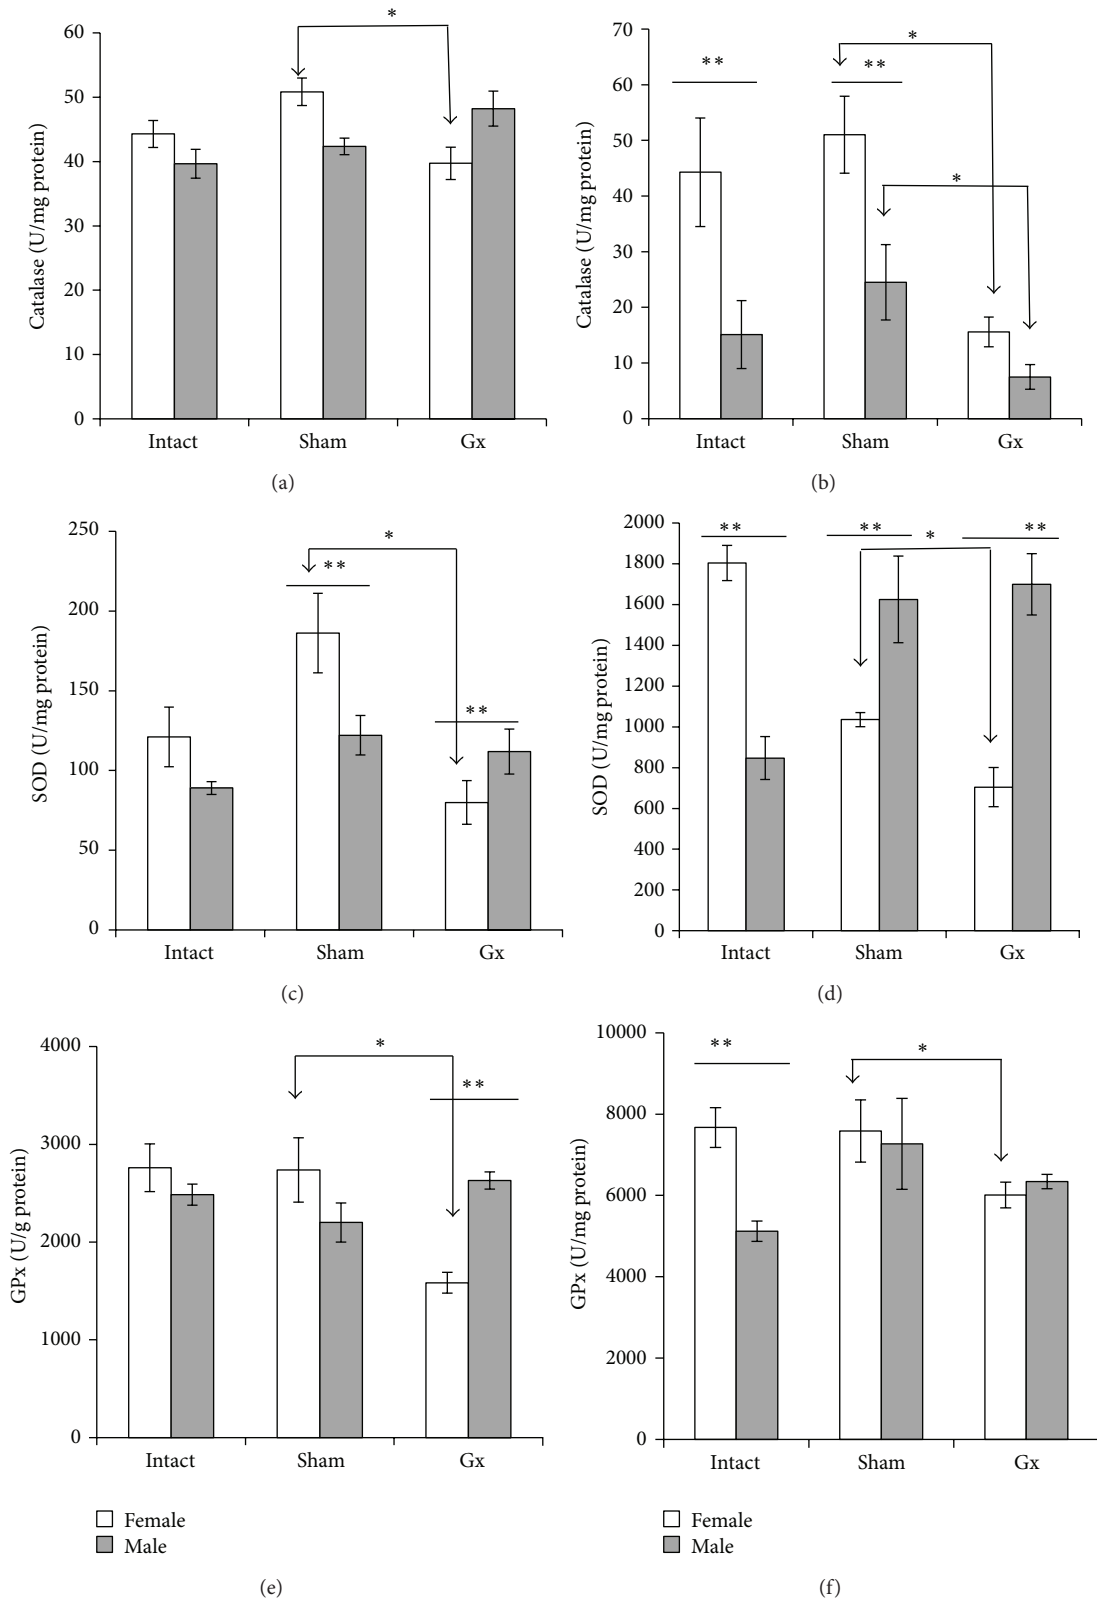 *
60
50
40
30
20
10
0
Catalase (U/mg protein)
Intact Sham Gx
(a)
70
60
50
40
30
20
10
0
Catalase (U/mg protein)
** ** *
*
Intact Sham Gx
(b)
250
200
150
100
50
0
SOD (U/mg protein)
*
**
**
Intact Sham Gx
(c)
2000
1800
1600
1400
1200
1000
800
600
400
200
0
SOD (U/mg protein)
** ** * **
Intact Sham Gx
(d)
4000
3000
2000
1000
0
GPx (U/g protein)
*
**
Intact Sham Gx
Female
Male
(e)
10000
8000
6000
4000
2000
0
GPx (U/mg protein)
** *
Intact Sham Gx
Female
Male
(f)